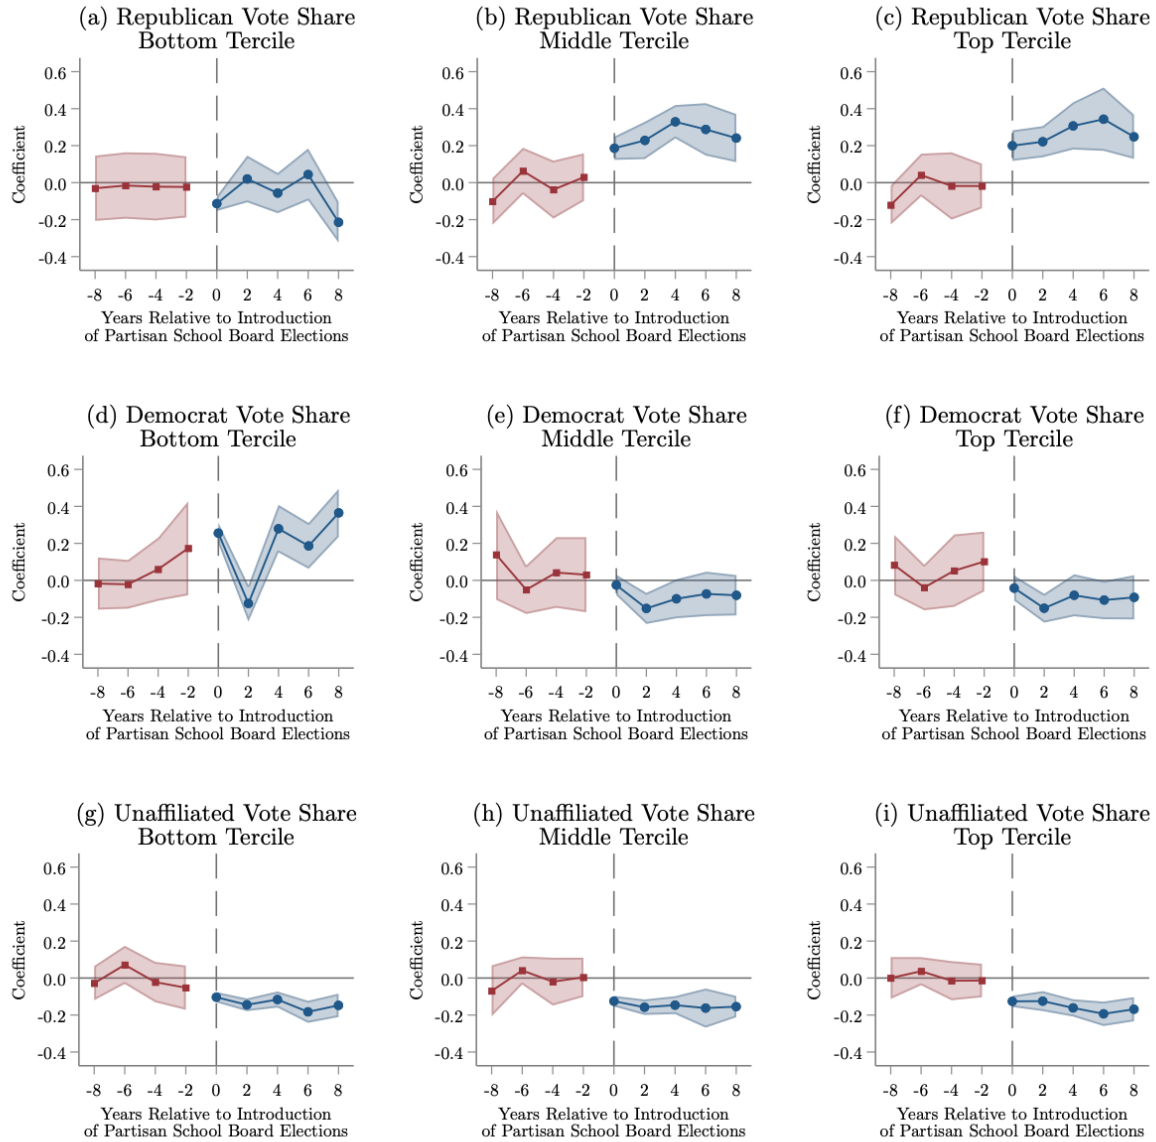 (a) Republican Vote Share
Bottom Tercile
(b) Republican Vote Share
Middle Tercile
(c) Republican Vote Share
Top Tercile
0.6
0.4
0.2
0.0
-0.2
-0.4
Coefficient
-8 -6 -4 -2 0 2 4 6 8
Years Relative to Introduction
of Partisan School Board Elections
0.6
0.4
0.2
0.0
-0.2
-0.4
Coefficient
-8 -6 -4 -2 0 2 4 6 8
Years Relative to Introduction
of Partisan School Board Elections
0.6
0.4
0.2
0.0
-0.2
-0.4
Coefficient
-8 -6 -4 -2 0 2 4 6 8
Years Relative to Introduction
of Partisan School Board Elections
(d) Democrat Vote Share
Bottom Tercile
(e) Democrat Vote Share
Middle Tercile
(f) Democrat Vote Share
Top Tercile
0.6
0.4
0.2
0.0
-0.2
-0.4
Coefficient
-8 -6 -4 -2 0 2 4 6 8
Years Relative to Introduction
of Partisan School Board Elections
0.6
0.4
0.2
0.0
-0.2
-0.4
Coefficient
-8 -6 -4 -2 0 2 4 6 8
Years Relative to Introduction
of Partisan School Board Elections
0.6
0.4
0.2
0.0
-0.2
-0.4
Coefficient
-8 -6 -4 -2 0 2 4 6 8
Years Relative to Introduction
of Partisan School Board Elections
(g) Unaffiliated Vote Share
Bottom Tercile
(h) Unaffiliated Vote Share
Middle Tercile
(i) Unaffiliated Vote Share
Top Tercile
0.6
0.4
0.2
0.0
-0.2
-0.4
Coefficient
-8 -6 -4 -2 0 2 4 6 8
Years Relative to Introduction
of Partisan School Board Elections
0.6
0.4
0.2
0.0
-0.2
-0.4
Coefficient
-8 -6 -4 -2 0 2 4 6 8
Years Relative to Introduction
of Partisan School Board Elections
0.6
0.4
0.2
0.0
-0.2
-0.4
Coefficient
-8 -6 -4 -2 0 2 4 6 8
Years Relative to Introduction
of Partisan School Board Elections